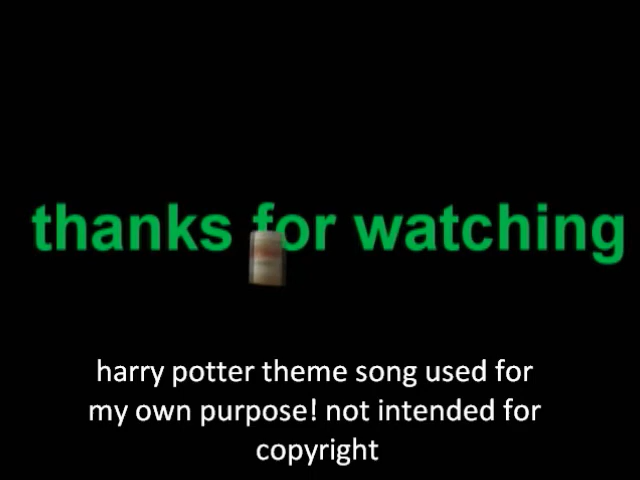 thanks for watching
harry potter theme song used for
my own purpose! not intended for
copyright